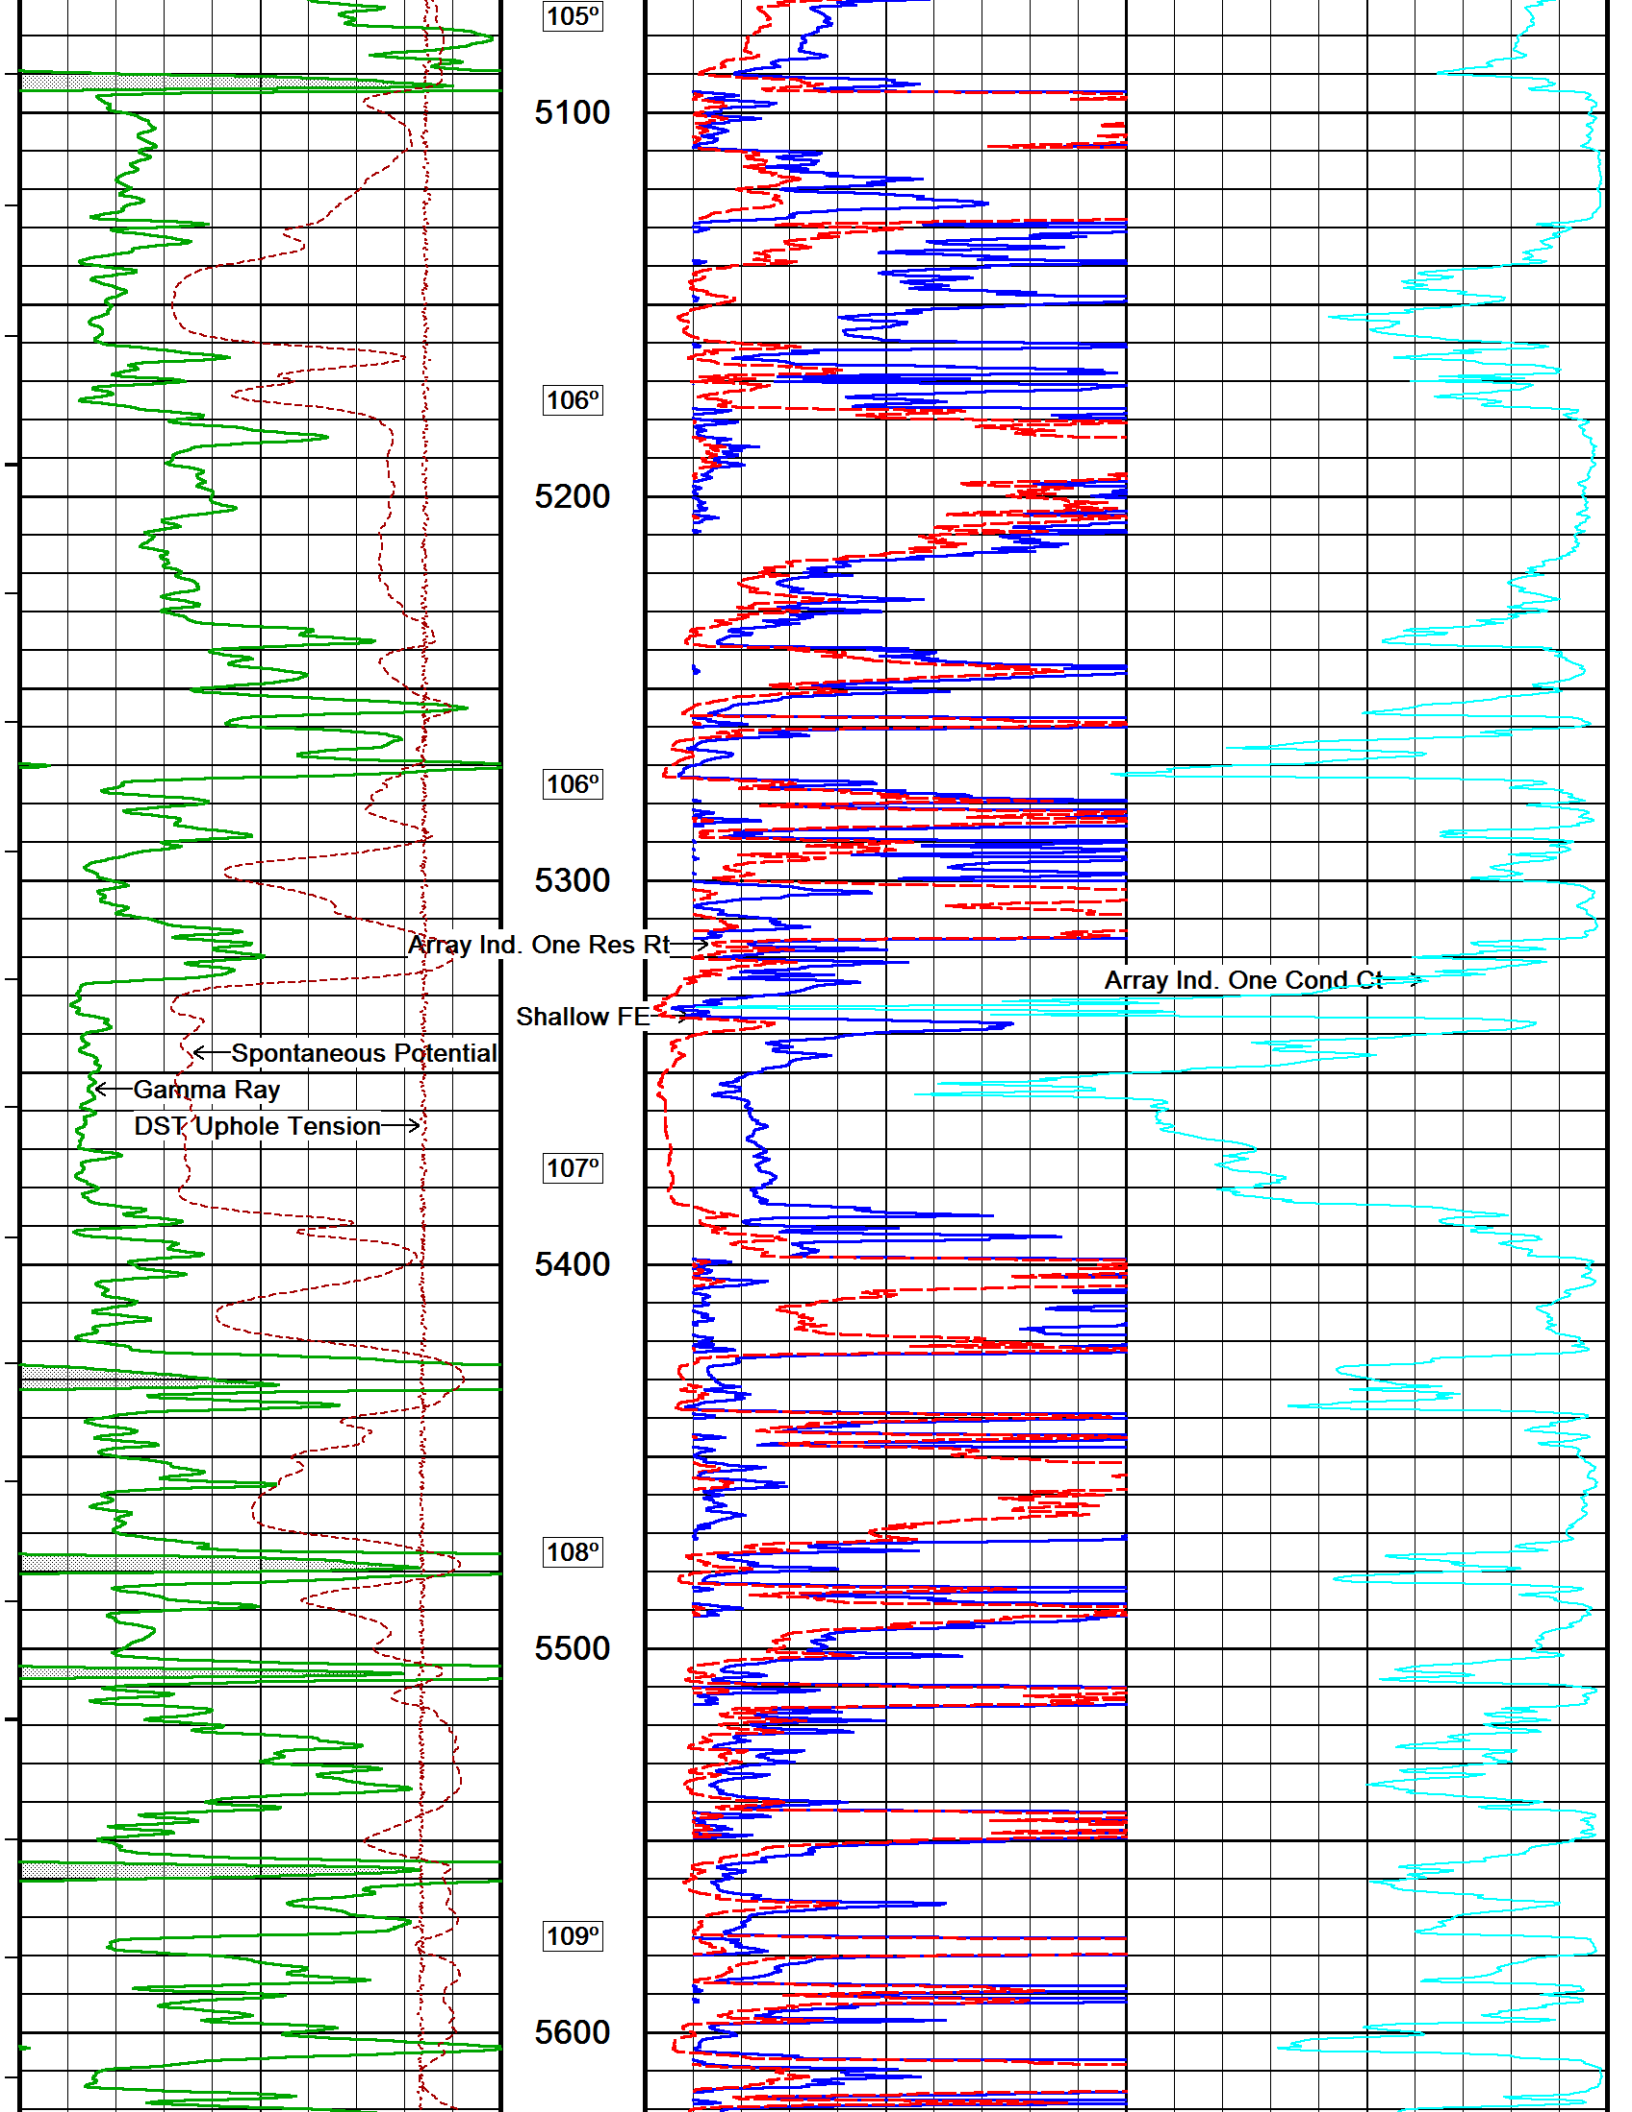 105º
5100
106º
5200
106º
5300
Array Ind. One Res Rt
Array Ind. One Cond Ct
Shallow FE
Spontaneous Potential
Gamma Ray
DST Uphole Tension
107º
5400
108º
5500
109º
5600